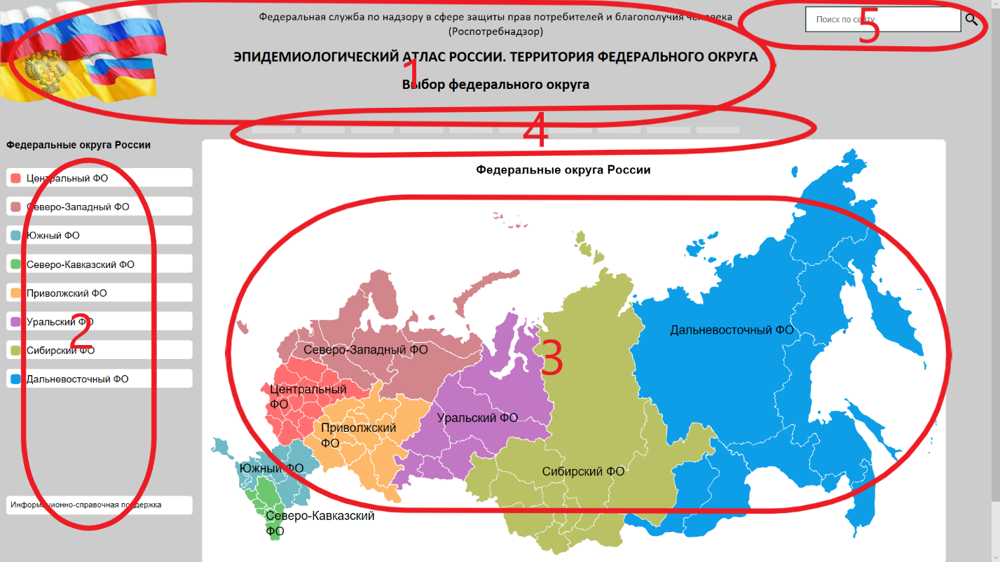 Федеральная служба по надзору в сфере защиты прав потребителей и благополучия человека
(Роспотребнадзор)
ЭПИДЕМИОЛОГИЧЕСКИЙ АТЛАС РОССИИ. ТЕРРИТОРИЯ ФЕДЕРАЛЬНОГО ОКРУГА
Выбор федерального округа
1
Поиск по сайту
5
4
Федеральные округа России
Центральный ФО
Северо-Западный ФО
Южный ФО
Северо-Кавказский ФО
Приволжский ФО
Уральский ФО
Сибирский ФО
Дальневосточный ФО
2
Информационно-справочная поддержка
Федеральные округа России
Дальневосточный ФО
Северо-Западный ФО
3
Центральный
ФО
Уральский ФО
Приволжский
ФО
Южный ФО
Сибирский ФО
Северо-Кавказский
ФО